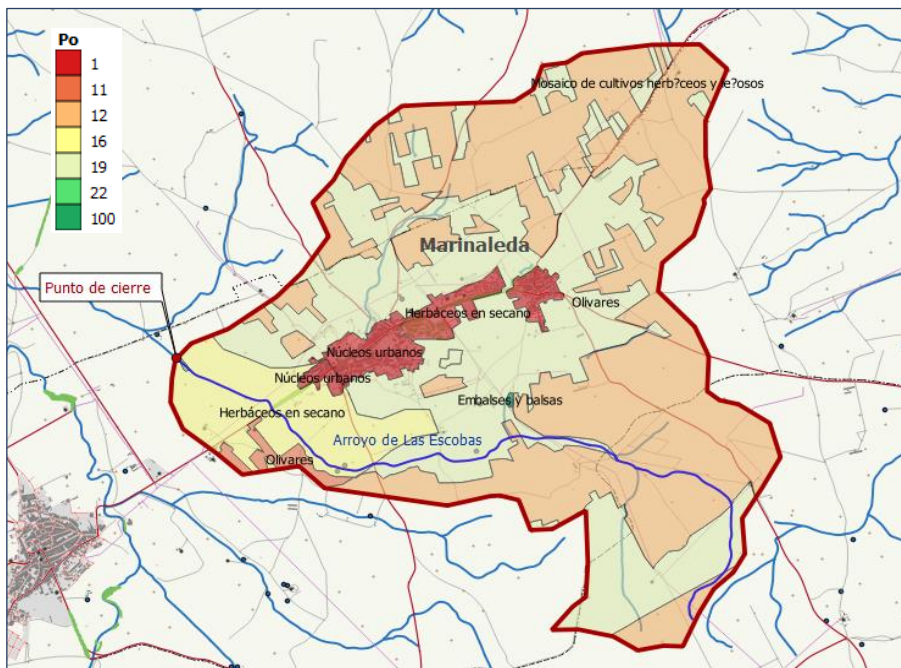 Po
1
11
12
16
19
22
100
Mosaico de cultivos herb?ceos y le?osos
Marinaleda
Punto de cierre
Olivares
Herbáceos en secano
Núcleos urbanos
Núcleos urbanos
Embalses y balsas
Herbáceos en secano
Arroyo de Las Escobas
Olivares